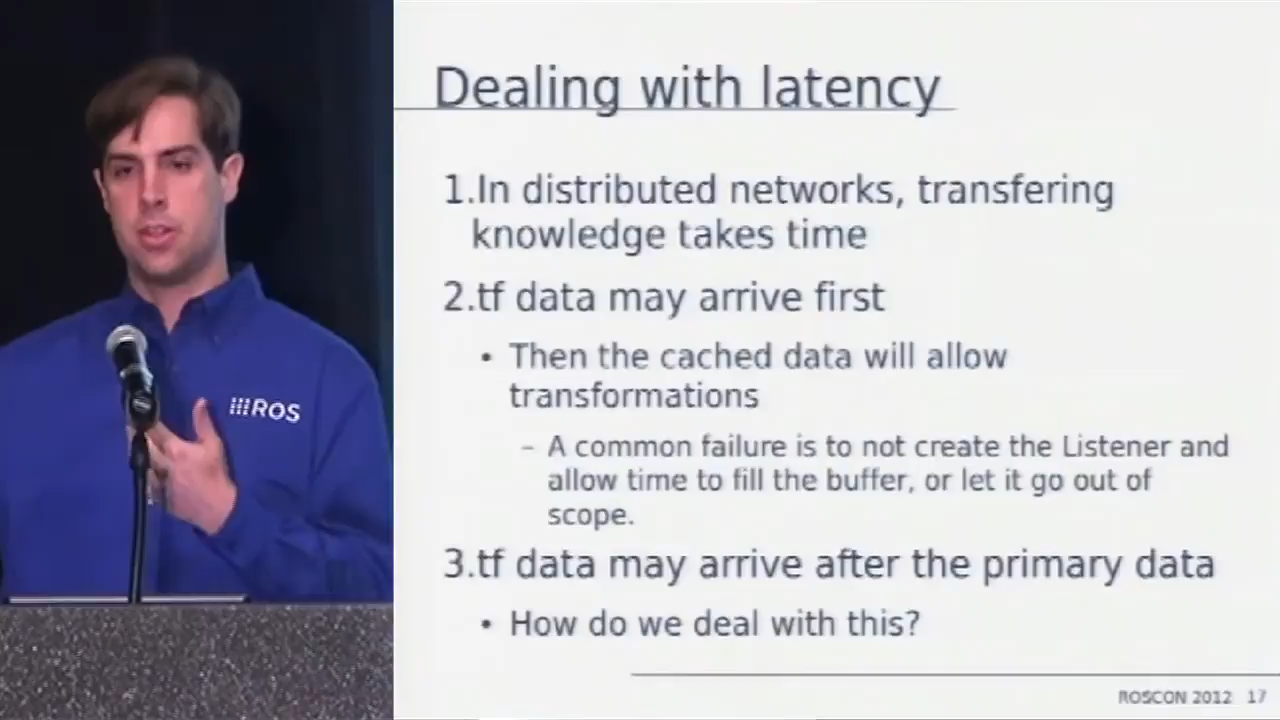 Dealing with latency
1.In distributed networks, transfering
knowledge takes time
2.tf data may arrive first
• Then the cached data will allow
transformations
– A common failure is to not create the Listener and
allow time to fill the buffer, or let it go out of
scope.
3.tf data may arrive after the primary data
• How do we deal with this?
ROSCON 2012 17
ROS